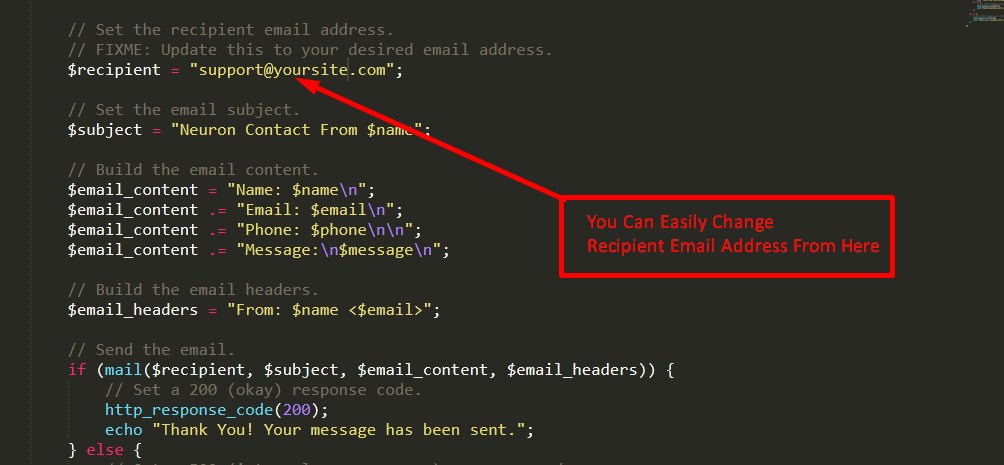 // Set the recipient email address.
// FIXME: Update this to your desired email address.
$recipient = "support@yoursite.com";
// Set the email subject.
$subject = "Neuron Contact From $name";
// Build the email content.
$email_content = "Name: $name\n";
$email_content .= "Email: $email\n";
$email_content .= "Phone: $phone\n\n";
$email_content .= "Message:\n$message\n";
You Can Easily Change
Recipient Email Address From Here
// Build the email headers.
$email_headers = "From: $name <$email>";
// Send the email.
if (mail($recipient, $subject, $email_content, $email_headers)) {
// Set a 200 (okay) response code.
http_response_code(200);
echo "Thank You! Your message has been sent.";
} else {